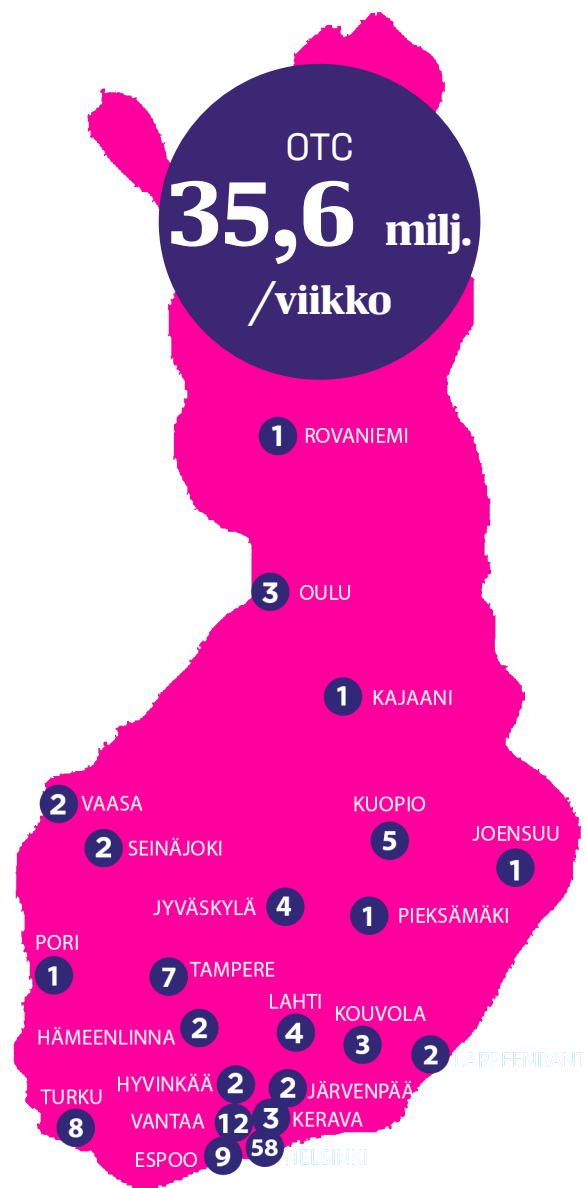 OTC
35,6 milj.
/viikko
1 ROVANIEMI
3 OULU
1 KAJAANI
2 VAASA
KUOPIO
5
2 SEINÄJOKI
JOENSUU
1
JYVÄSKYLÄ 4
1 PIEKSÄMÄKI
PORI
1
7 TAMPERE
LAHTI
4
KOUVOLA
3
HÄMEENLINNA 2
2 LAPPEENRANT
HYVINKÄÄ 2
2 JÄRVENPÄÄ
TURKU
8
VANTAA 12
3 KERAVA
ESPOO 9
58 HELSINKI